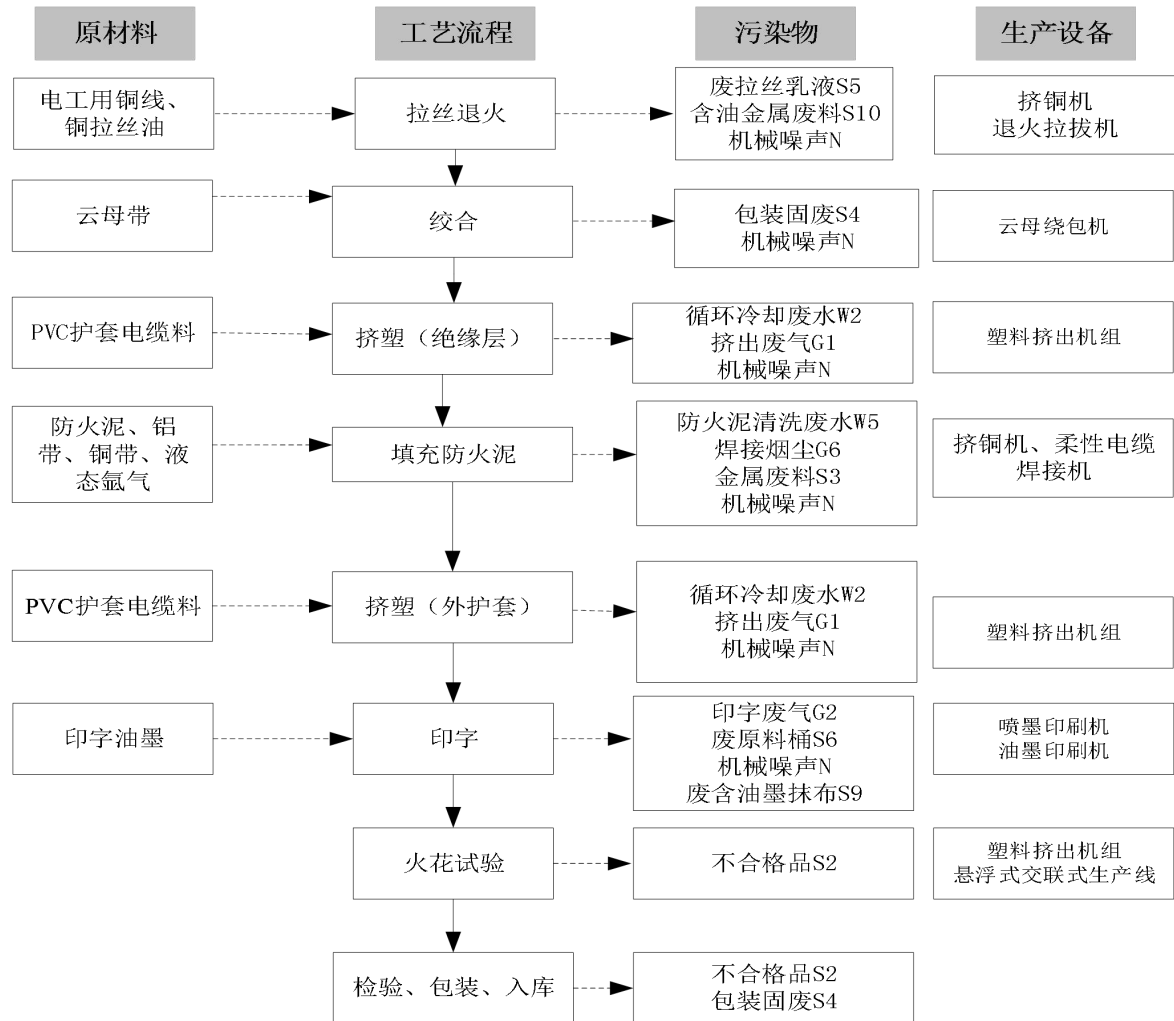 原材料
工艺流程
污染物
生产设备
电工用铜线、
铜拉丝油
拉丝退火
废拉丝乳液S5
含油金属废料S10
机械噪声N
挤铜机
退火拉拔机
云母带
绞合
包装固废S4
机械噪声N
云母绕包机
PVC护套电缆料
挤塑（绝缘层）
循环冷却废水W2
挤出废气G1
机械噪声N
塑料挤出机组
防火泥、铝
带、铜带、液
态氩气
填充防火泥
防火泥清洗废水W5
焊接烟尘G6
金属废料S3
机械噪声N
挤铜机、柔性电缆
焊接机
PVC护套电缆料
挤塑（外护套）
循环冷却废水W2
挤出废气G1
机械噪声N
塑料挤出机组
印字油墨
印字
印字废气G2
废原料桶S6
机械噪声N
废含油墨抹布S9
喷墨印刷机
油墨印刷机
火花试验
不合格品S2
塑料挤出机组
悬浮式交联式生产线
检验、包装、入库
不合格品S2
包装固废S4